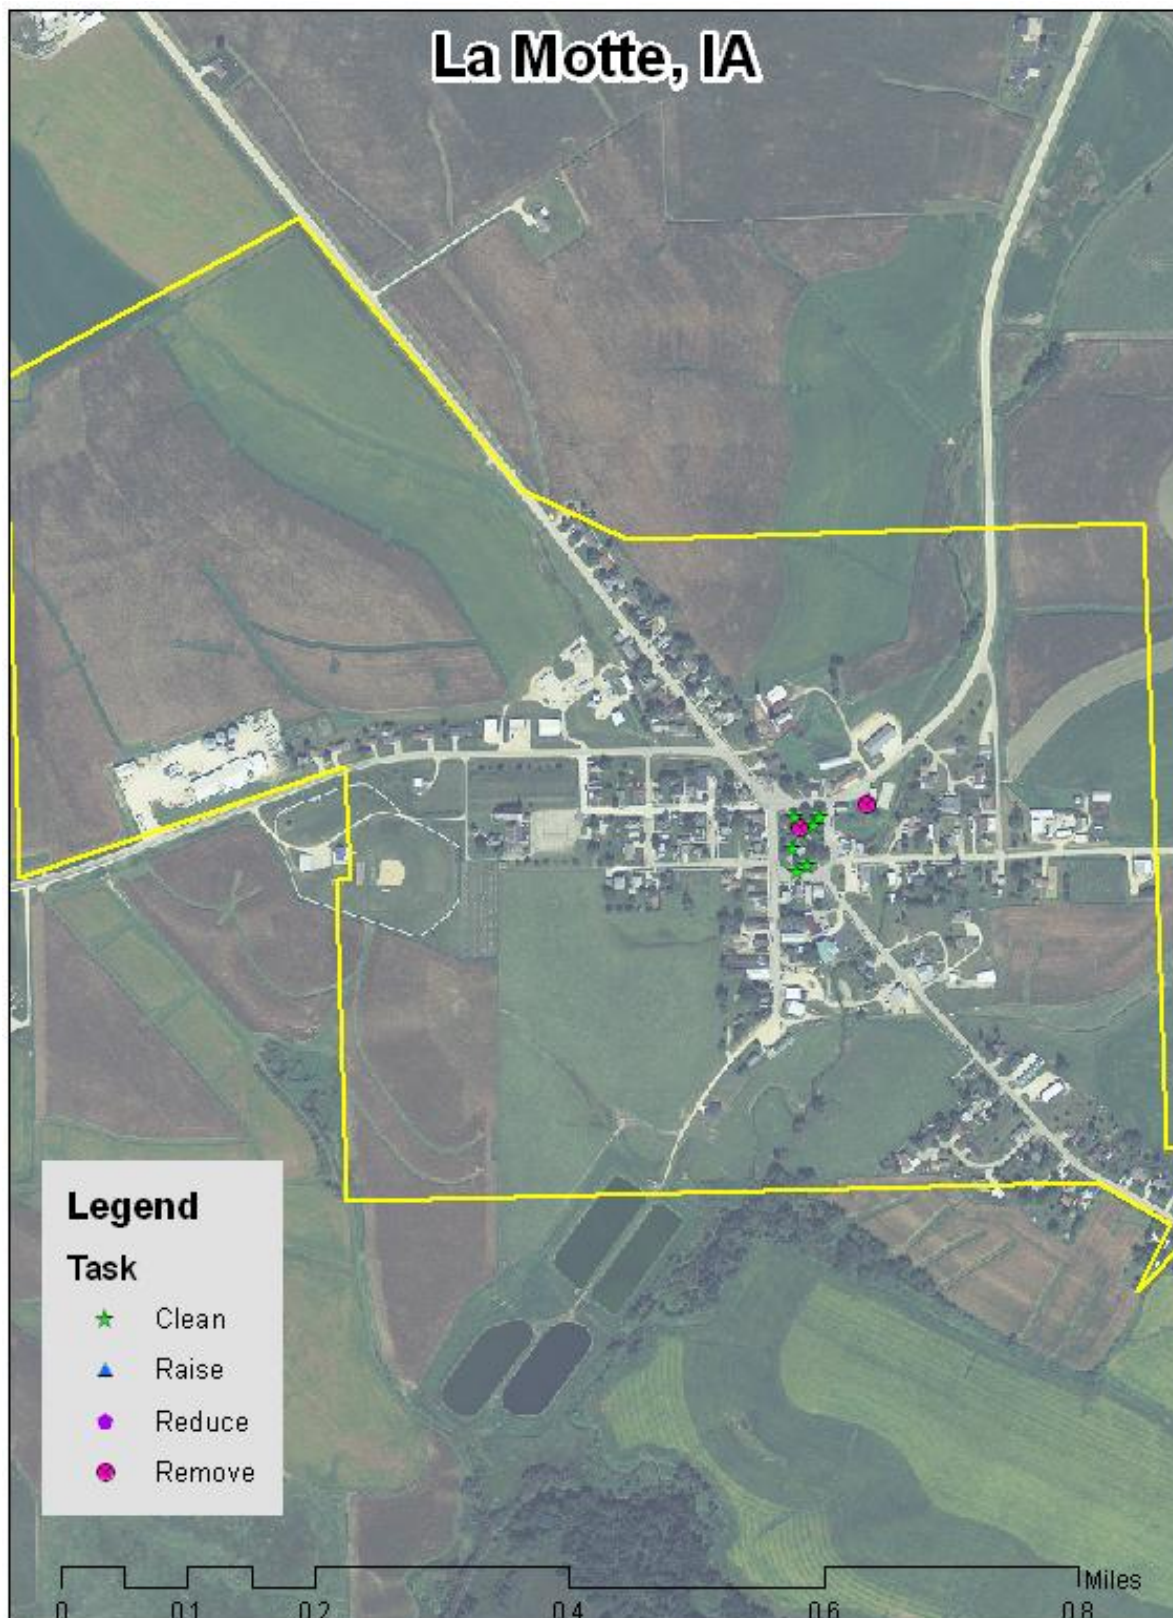 La Motte, IA
Legend
Task
Clean
Raise
Reduce
Remove
Miles
0 0.1 0.2 0.4 0.6 0.8